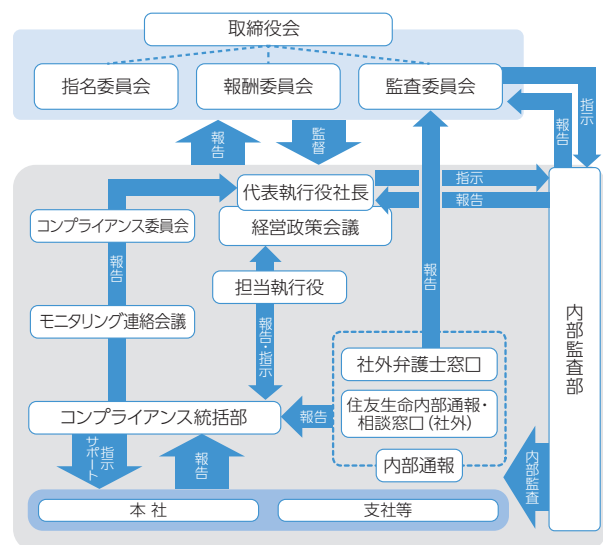 取締役会
指名委員会
報酬委員会
監査委員会
指示
報告
報告
監督
代表執行役社長
指示
報告
経営政策会議
コンプライアンス委員会
報告
担当執行役
報告
モニタリング連絡会議
報告・指示
内部監査部
社外弁護士窓口
住友生命内部通報・
相談窓口（社外）
コンプライアンス統括部
報告
内部通報
指示
サポート
報告
内部監査
本社
支社等